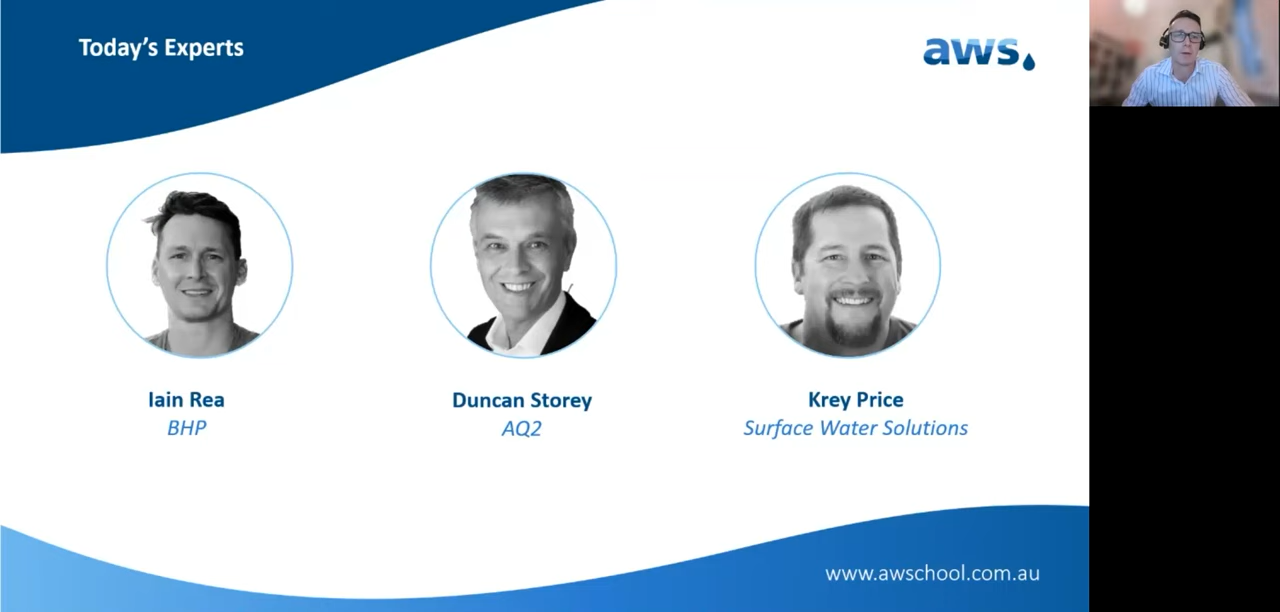 Today's Experts
aws
Iain Rea
Duncan Storey
Krey Price
BHP
AQ2
Surface Water Solutions
www.awschool.com.au